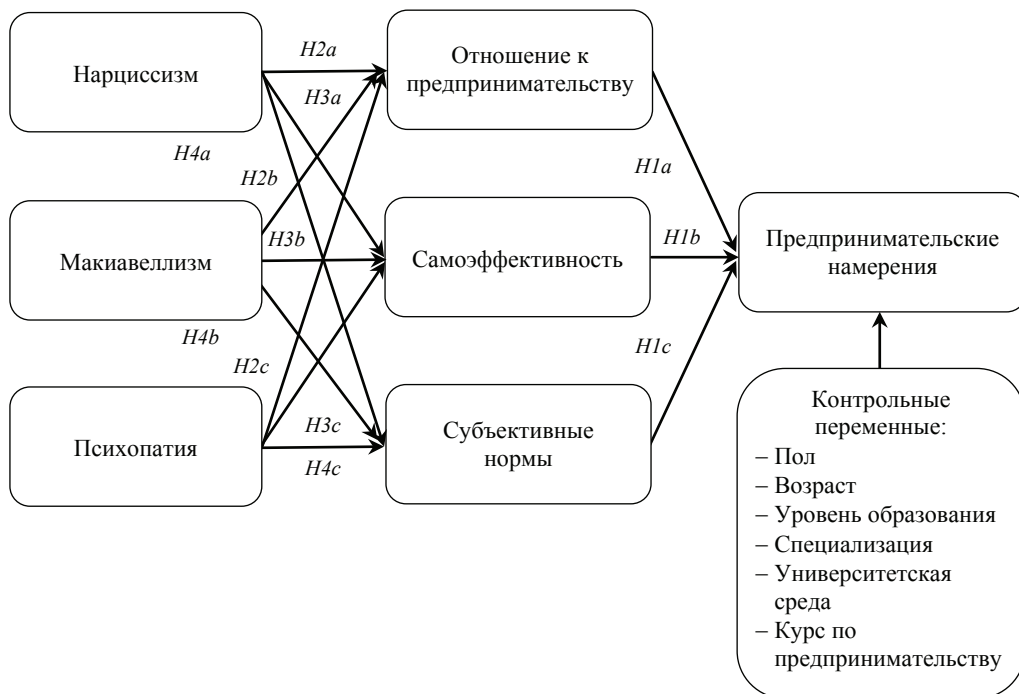 Нарциссизм
H2a
Отношение к
предпринимательству
H3a
H4a
H2b
H1a
Макиавеллизм
H3b
Самоэффективность
H1b
Предпринимательские
намерения
H4b
H2c
H1c
Психопатия
H3c
H4c
Субъективные
нормы
Контрольные
переменные:
– Пол
– Возраст
– Уровень образования
– Специализация
– Университетская
среда
– Курс по
предпринимательству